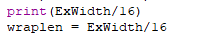 print(ExWidth/16)
wraplen = ExWidth/16